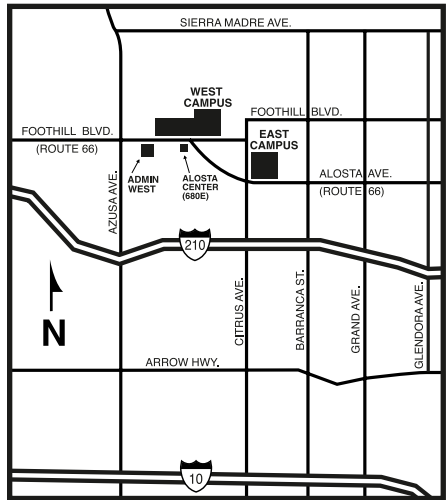 SIERRA MADRE AVE.
WEST
CAMPUS
FOOTHILL BLVD.
FOOTHILL BLVD.
(ROUTE 66)
EAST
CAMPUS
ADMIN
WEST
ALOSTA
CENTER
(680E)
ALOSTA AVE.
(ROUTE 66)
AZUSA AVE.
210
N
CITRUS AVE.
BARRANCA ST.
GRAND AVE.
GLENDORA AVE.
ARROW HWY.
10